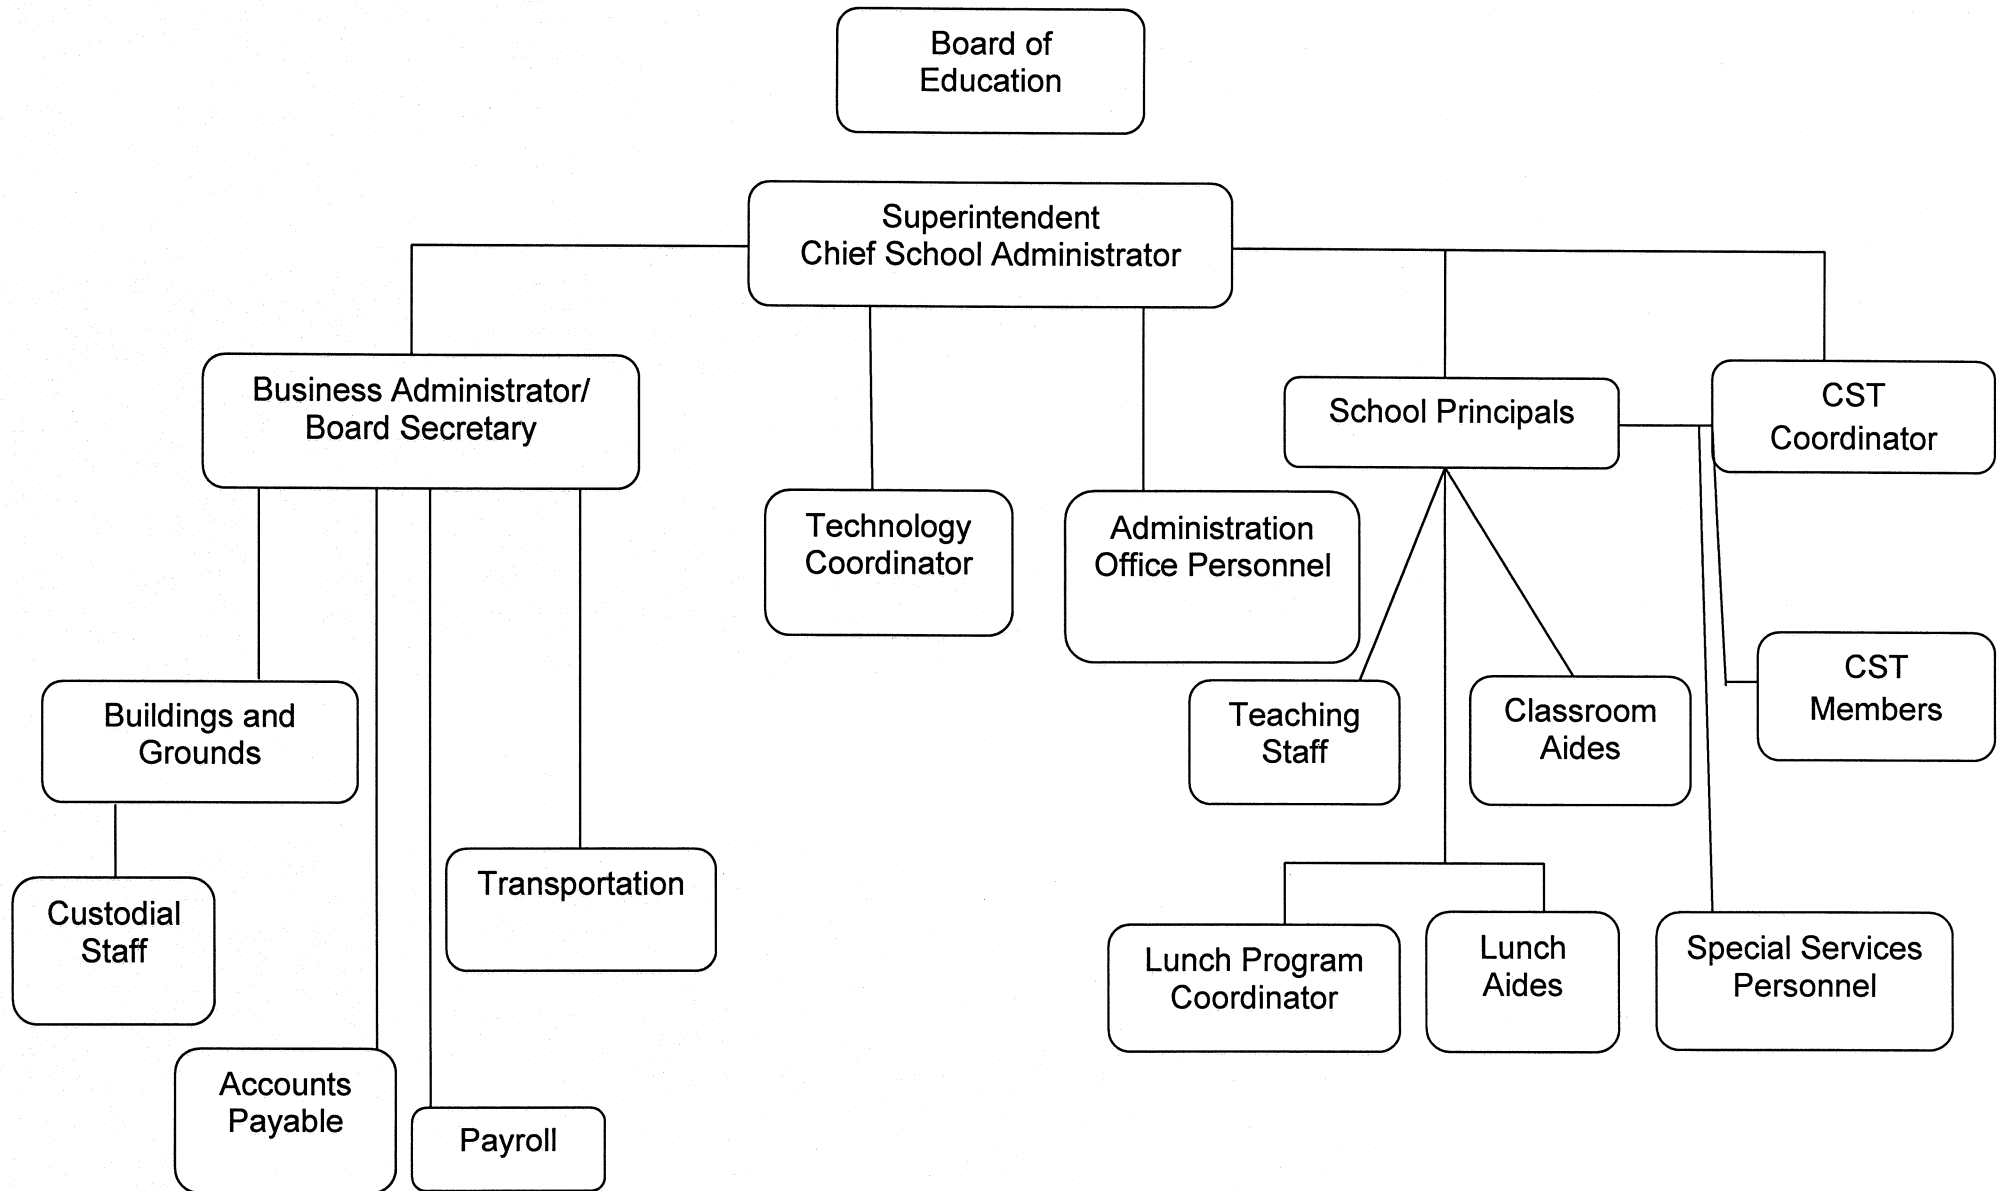 Board of
Education
Superintendent
Chief School Administrator
Business Administrator/
Board Secretary
School Principals
CST
Coordinator
Technology
Coordinator
Administration
Office Personnel
Buildings and
Grounds
Teaching
Staff
Classroom
Aides
CST
Members
Custodial
Staff
Transportation
Lunch Program
Coordinator
Lunch
Aides
Special Services
Personnel
Accounts
Payable
Payroll